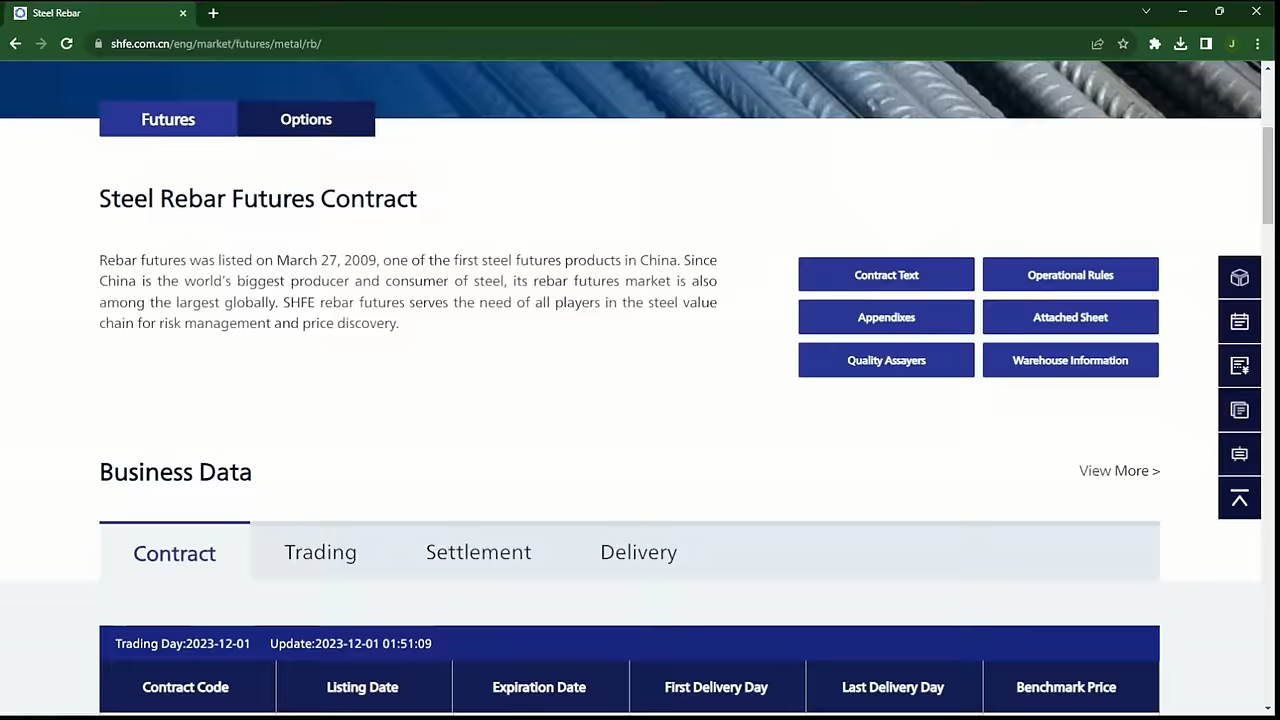 Steel Rebar
shfe.com.cn/eng/market/futures/metal/rb/
J
Futures
Options
Steel Rebar Futures Contract
Rebar futures was listed on March 27, 2009, one of the first steel futures products in China. Since
China is the world's biggest producer and consumer of steel, its rebar futures market is also
among the largest globally. SHFE rebar futures serves the need of all players in the steel value
chain for risk management and price discovery.
Contract Text
Operational Rules
Appendixes
Attached Sheet
Quality Assayers
Warehouse Information
Business Data
View More >
Contract
Trading
Settlement
Delivery
Trading Day:2023-12-01 Update:2023-12-01 01:51:09
Contract Code
Listing Date
Expiration Date
First Delivery Day
Last Delivery Day
Benchmark Price